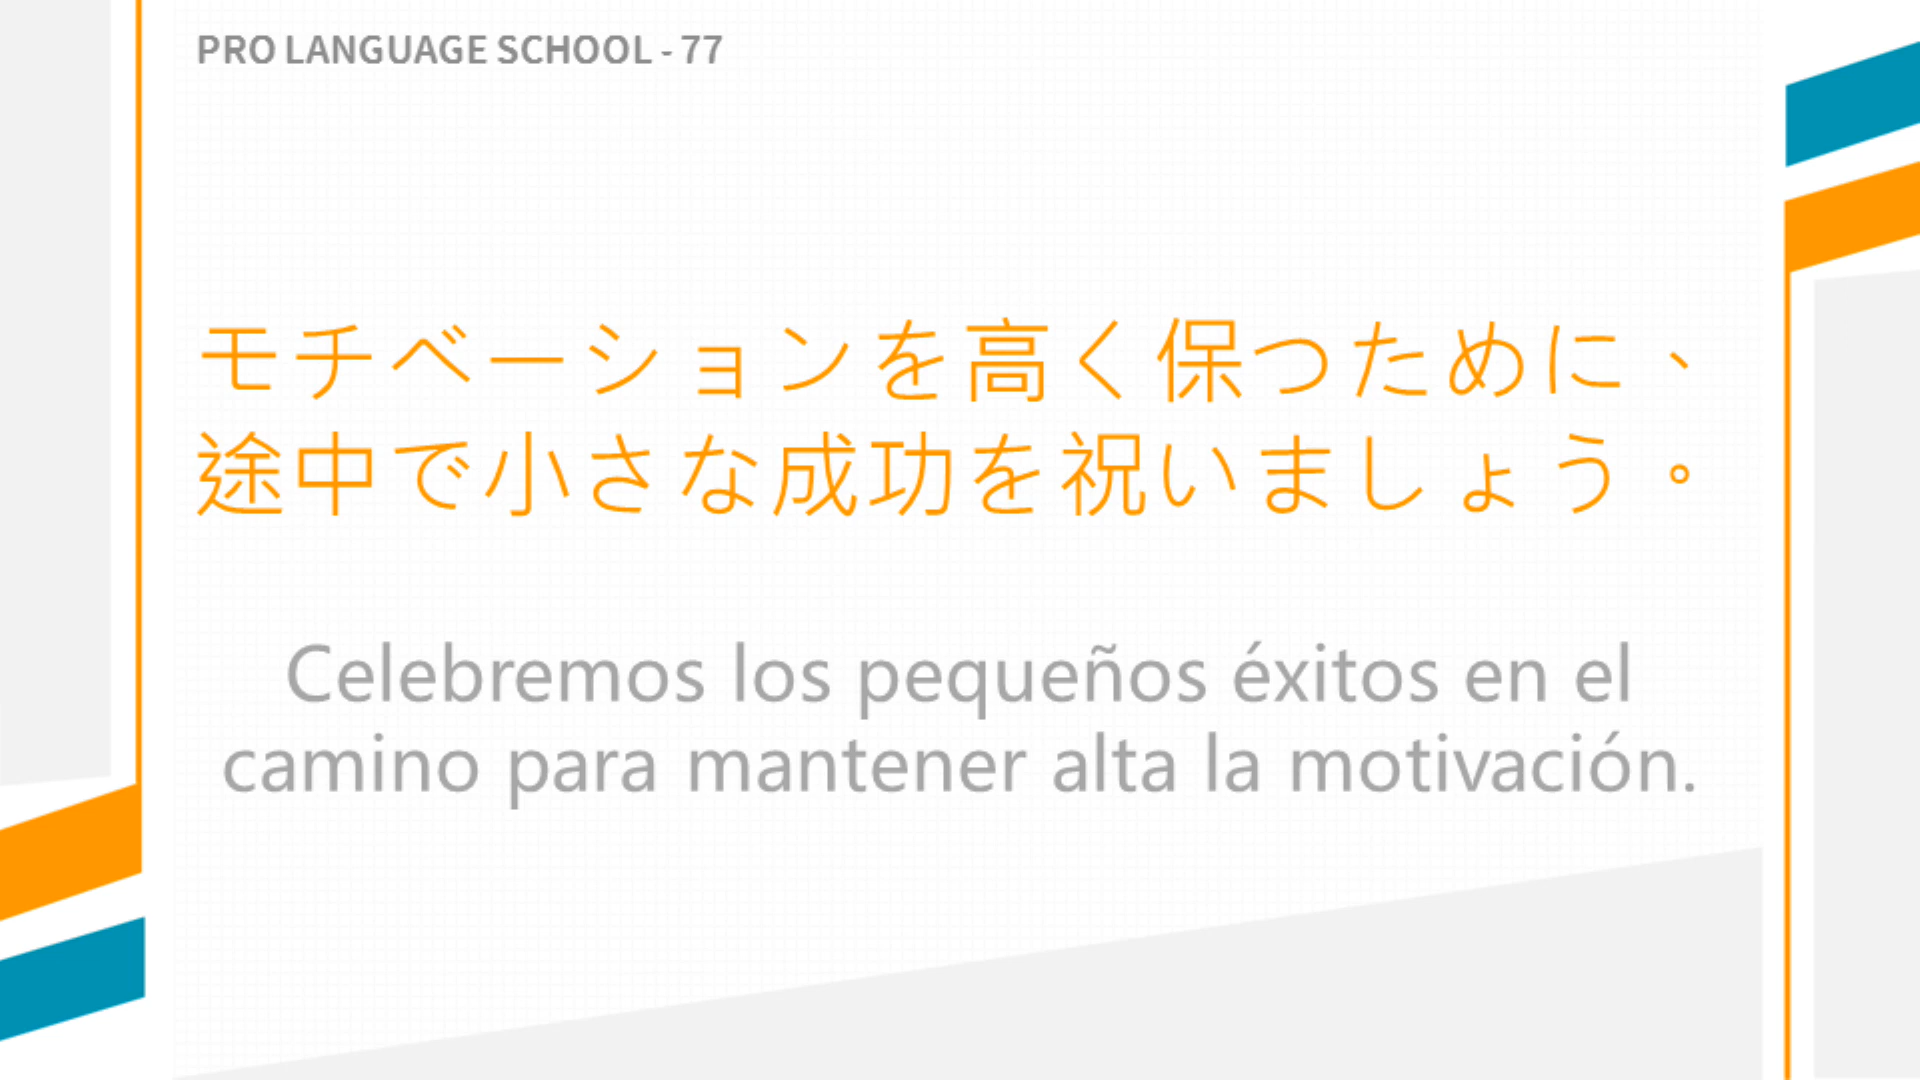 PRO LANGUAGE SCHOOL - 77
モチベーションを高く保つために、
途中で小さな成功を祝いましょう。
Celebremos los pequeños éxitos en el
camino para mantener alta la motivación.